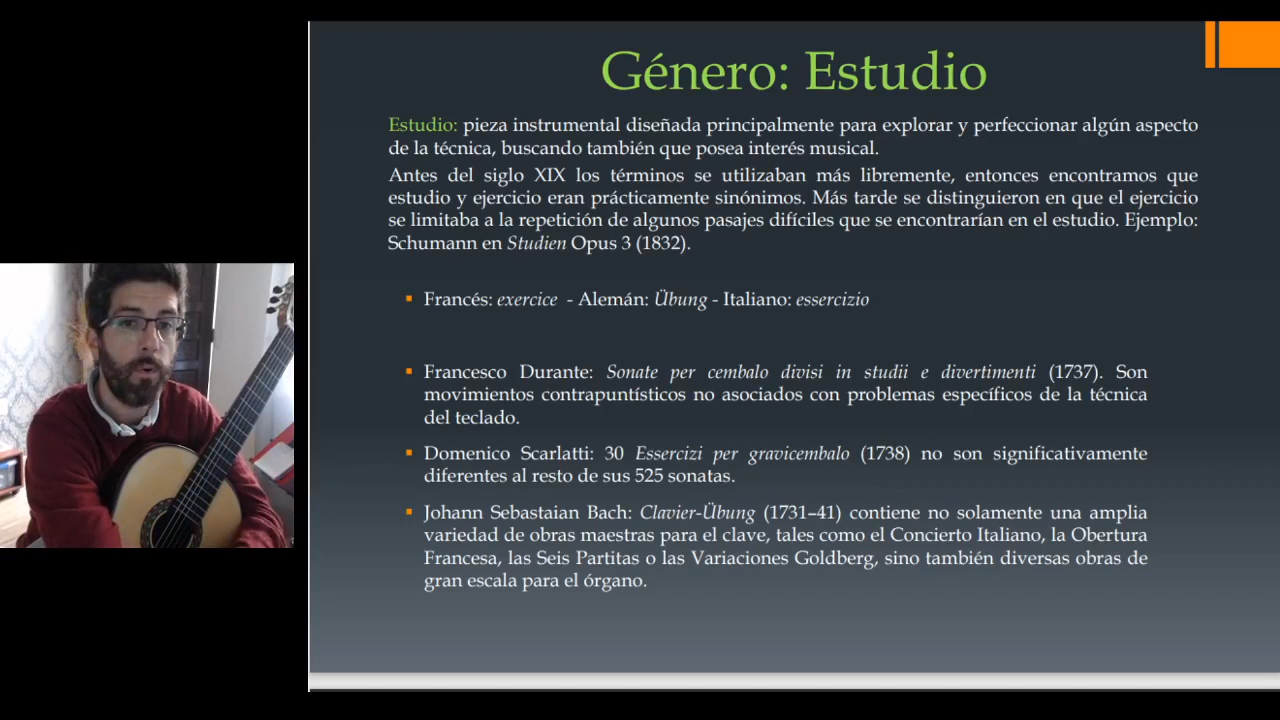 Género: Estudio
Estudio: pieza instrumental diseñada principalmente para explorar y perfeccionar algún aspecto
de la técnica, buscando también que posea interés musical.
Antes del siglo XIX los términos se utilizaban más libremente, entonces encontramos que
estudio y ejercicio eran prácticamente sinónimos. Más tarde se distinguieron en que el ejercicio
se limitaba a la repetición de algunos pasajes difíciles que se encontrarían en el estudio. Ejemplo:
Schumann en Studien Opus 3 (1832).
▪ Francés: exercice - Alemán: Übung - Italiano: essercizio
▪ Francesco Durante: Sonate per cembalo divisi in studii e divertimenti (1737). Son
movimientos contrapuntísticos no asociados con problemas específicos de la técnica
del teclado.
▪ Domenico Scarlatti: 30 Essercizi per gravicembalo (1738) no son significativamente
diferentes al resto de sus 525 sonatas.
▪ Johann Sebastaian Bach: Clavier-Übung (1731–41) contiene no solamente una amplia
variedad de obras maestras para el clave, tales como el Concierto Italiano, la Obertura
Francesa, las Seis Partitas o las Variaciones Goldberg, sino también diversas obras de
gran escala para el órgano.